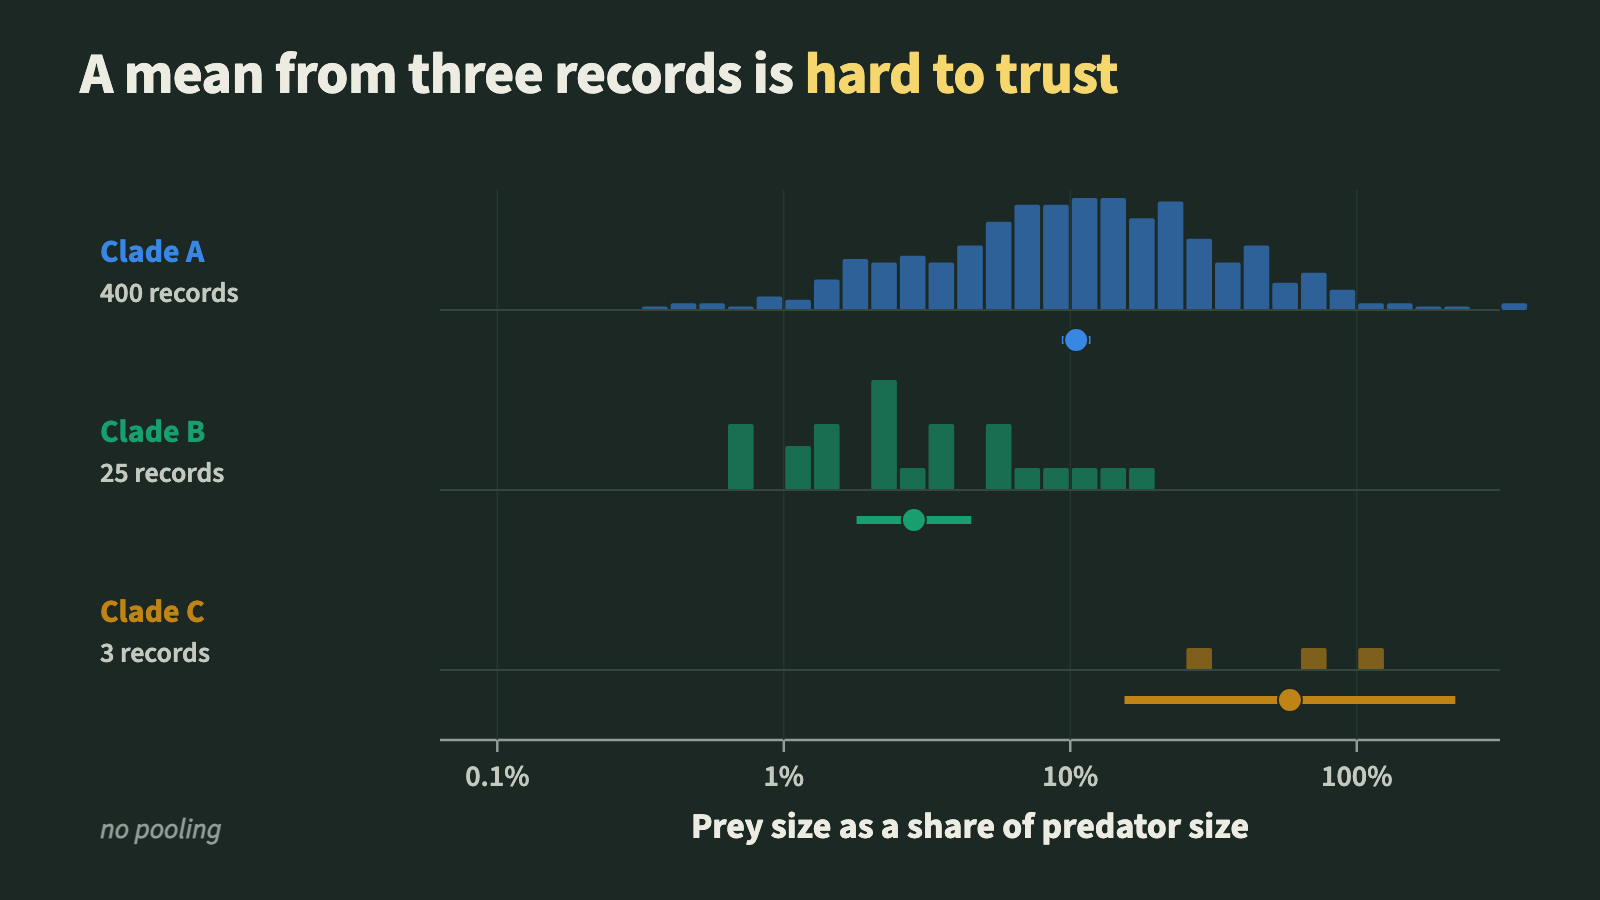 A mean from three records is hard to trust
Clade A
400 records
Clade B
25 records
Clade C
3 records
0.1% 1% 10% 100%
Prey size as a share of predator size
no pooling